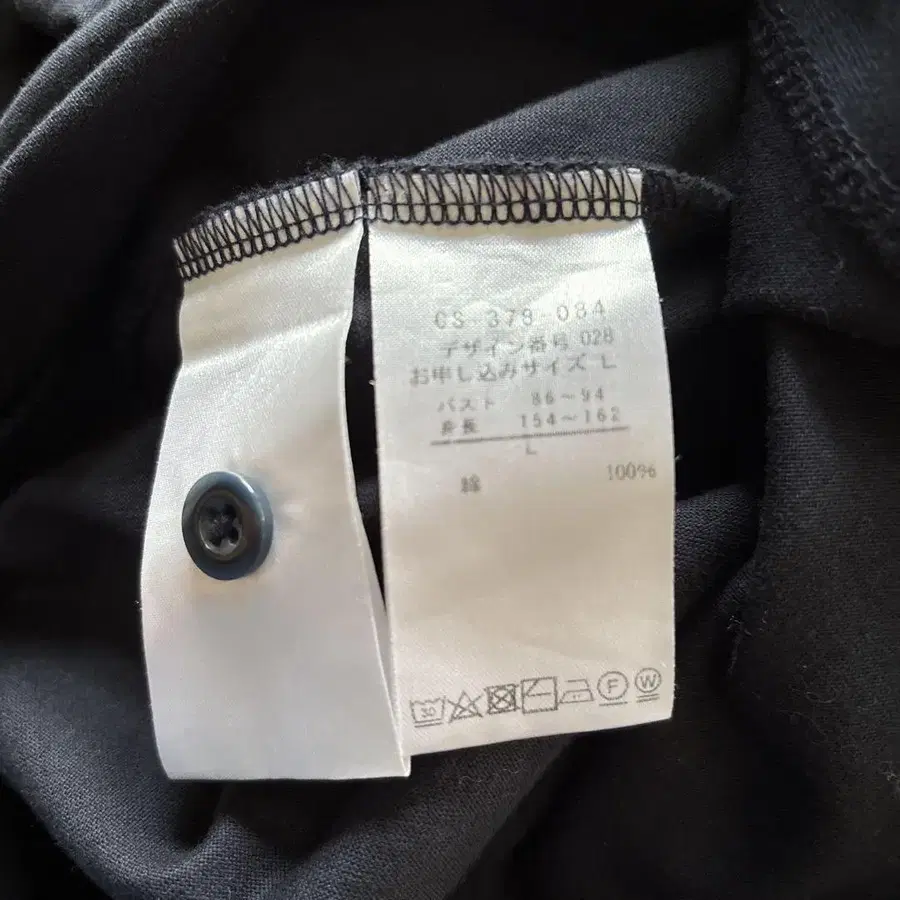 CS 379-084
デザイン番号 028
お申し込みサイズ L
バスト 86～94
身長 154～162
L
綿 100%
30
F W